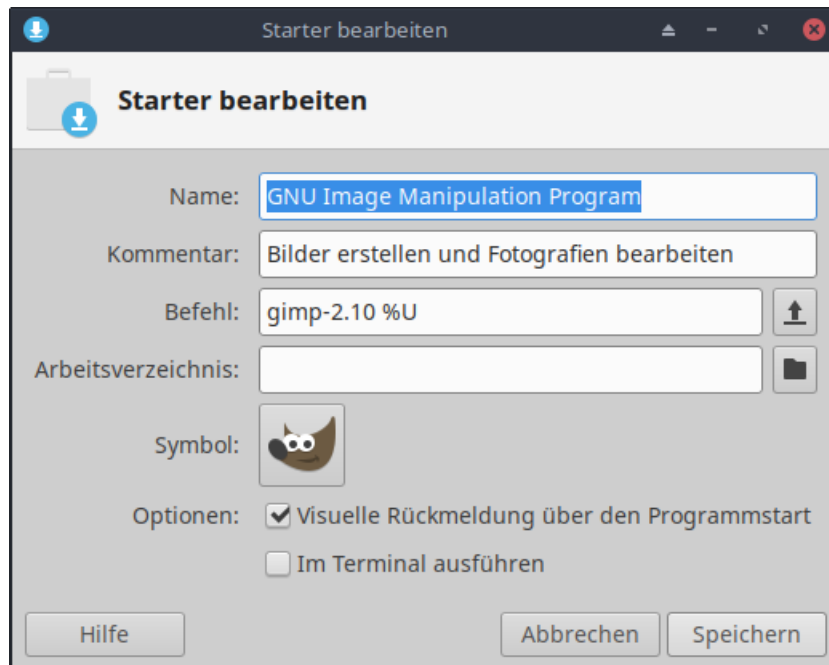 Starter bearbeiten
Starter bearbeiten
Name: GNU Image Manipulation Program
Kommentar: Bilder erstellen und Fotografien bearbeiten
Befehl: gimp-2.10 %U
Arbeitsverzeichnis:
Symbol:
Optionen: Visuelle Rückmeldung über den Programmstart
Im Terminal ausführen
Hilfe Abbrechen Speichern